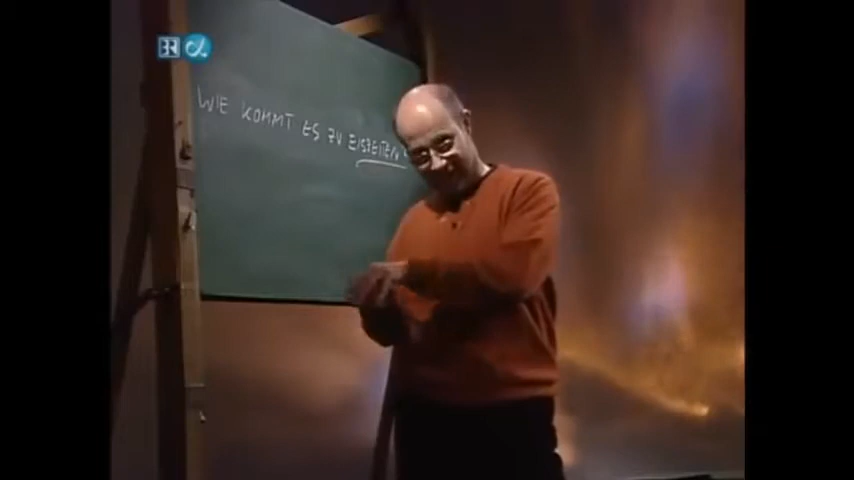 BR α
WIE KOMMT ES ZU EISZEITEN?